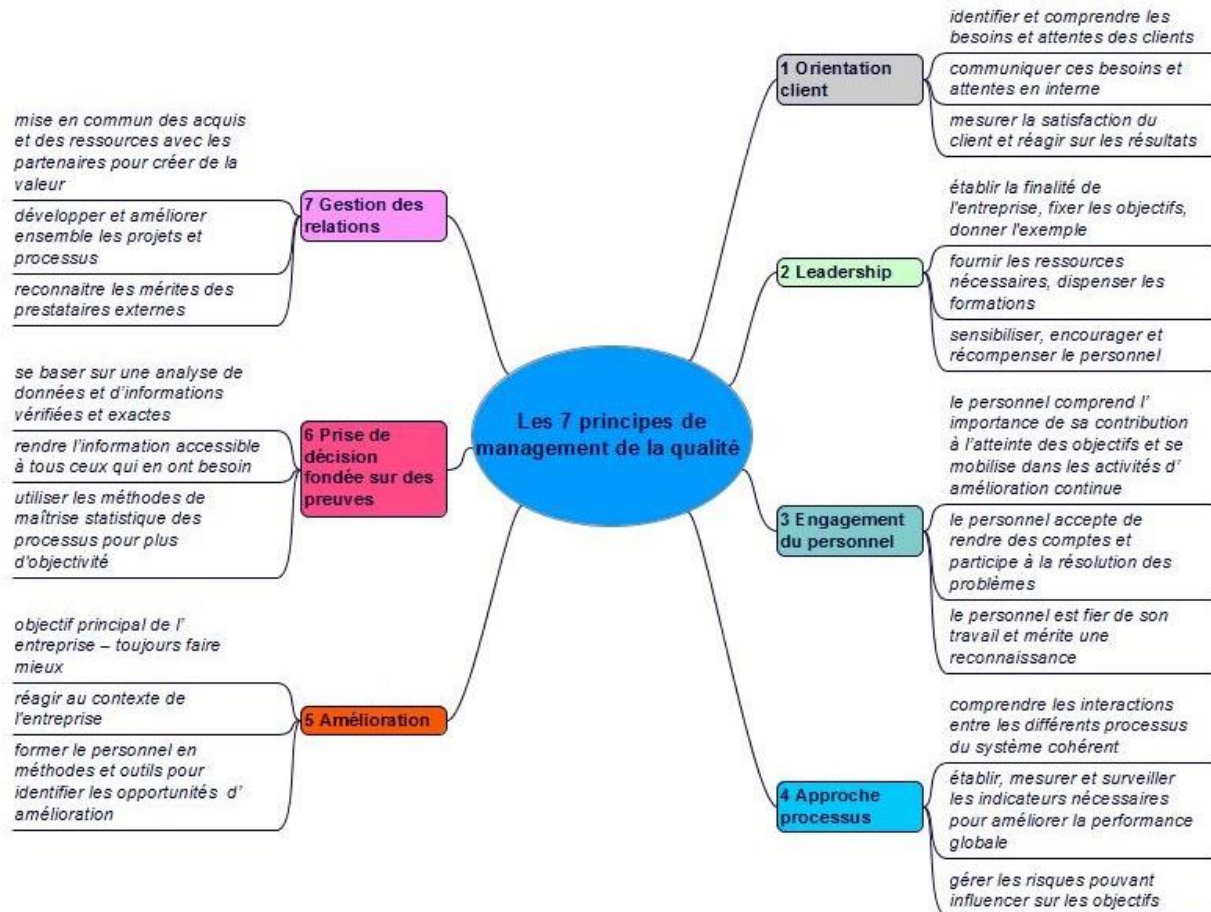 Les 7 principes de
management de la qualité
1 Orientation
client
identifier et comprendre les
besoins et attentes des clients
communiquer ces besoins et
attentes en interne
mesurer la satisfaction du
client et réagir sur les résultats
2 Leadership
établir la finalité de
l'entreprise, fixer les objectifs,
donner l'exemple
fournir les ressources
nécessaires, dispenser les
formations
sensibiliser, encourager et
récompenser le personnel
3 Engagement
du personnel
le personnel comprend l'
importance de sa contribution
à l'atteinte des objectifs et se
mobilise dans les activités d'
amélioration continue
le personnel accepte de
rendre des comptes et
participe à la résolution des
problèmes
le personnel est fier de son
travail et mérite une
reconnaissance
4 Approche
processus
comprendre les interactions
entre les différents processus
du système cohérent
établir, mesurer et surveiller
les indicateurs nécessaires
pour améliorer la performance
globale
gérer les risques pouvant
influencer sur les objectifs
5 Amélioration
objectif principal de l'
entreprise – toujours faire
mieux
réagir au contexte de
l'entreprise
former le personnel en
méthodes et outils pour
identifier les opportunités d'
amélioration
6 Prise de
décision
fondée sur des
preuves
se baser sur une analyse de
données et d'informations
vérifiées et exactes
rendre l'information accessible
à tous ceux qui en ont besoin
utiliser les méthodes de
maîtrise statistique des
processus pour plus
d'objectivité
7 Gestion des
relations
mise en commun des acquis
et des ressources avec les
partenaires pour créer de la
valeur
développer et améliorer
ensemble les projets et
processus
reconnaitre les mérites des
prestataires externes